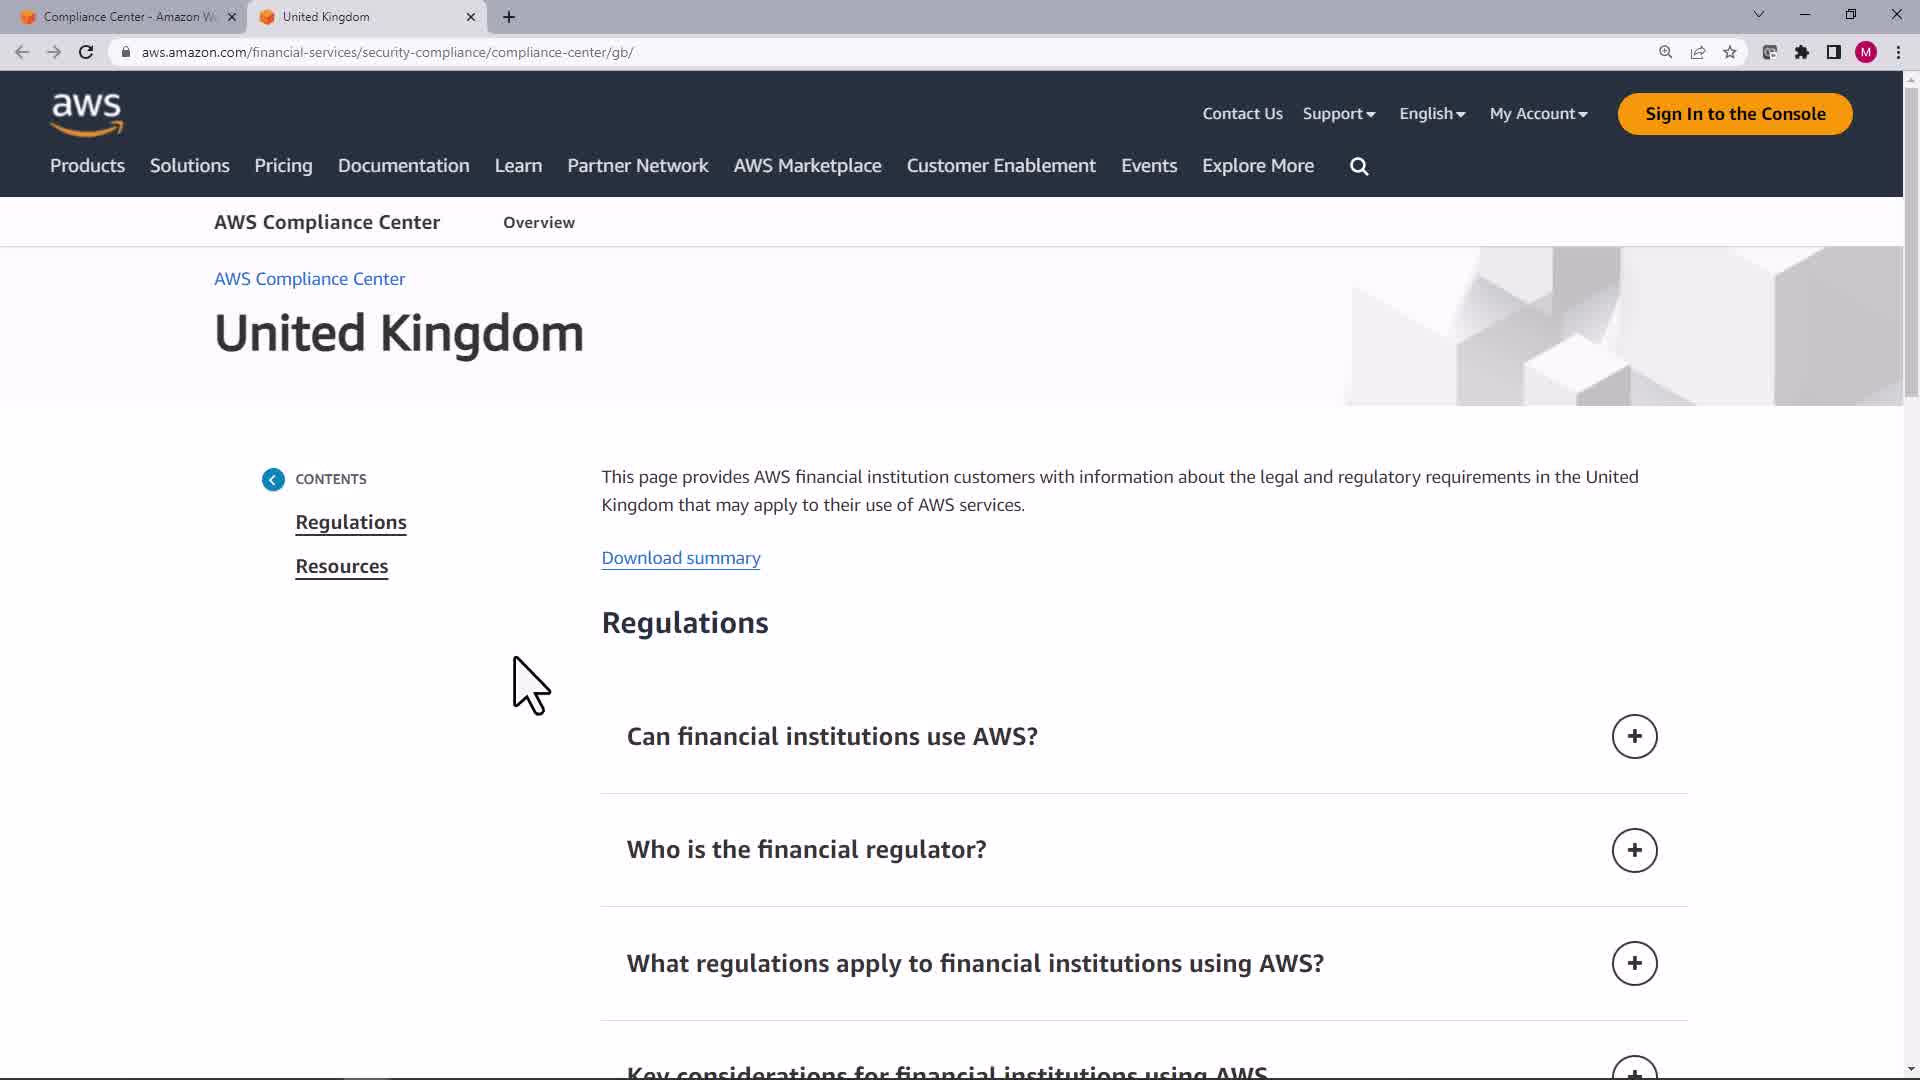 Compliance Center - Amazon W
United Kingdom
aws.amazon.com/financial-services/security-compliance/compliance-center/gb/
M
aws
Contact Us
Support
English
My Account
Sign In to the Console
Products
Solutions
Pricing
Documentation
Learn
Partner Network
AWS Marketplace
Customer Enablement
Events
Explore More
AWS Compliance Center
Overview
AWS Compliance Center
United Kingdom
CONTENTS
Regulations
Resources
This page provides AWS financial institution customers with information about the legal and regulatory requirements in the United
Kingdom that may apply to their use of AWS services.
Download summary
Regulations
Can financial institutions use AWS?
Who is the financial regulator?
What regulations apply to financial institutions using AWS?
Key considerations for financial institutions using AWS